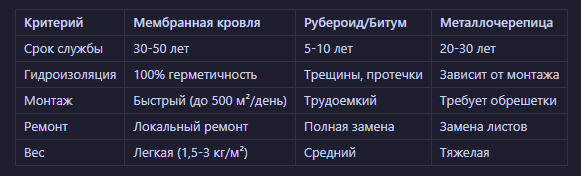 Критерий Мембранная кровля Рубероид/Битум Металлочерепица
Срок службы 30-50 лет 5-10 лет 20-30 лет
Гидроизоляция 100% герметичность Трещины, протечки Зависит от монтажа
Монтаж Быстрый (до 500 м²/день) Трудоемкий Требует обрешетки
Ремонт Локальный ремонт Полная замена Замена листов
Вес Легкая (1,5-3 кг/м²) Средний Тяжелая